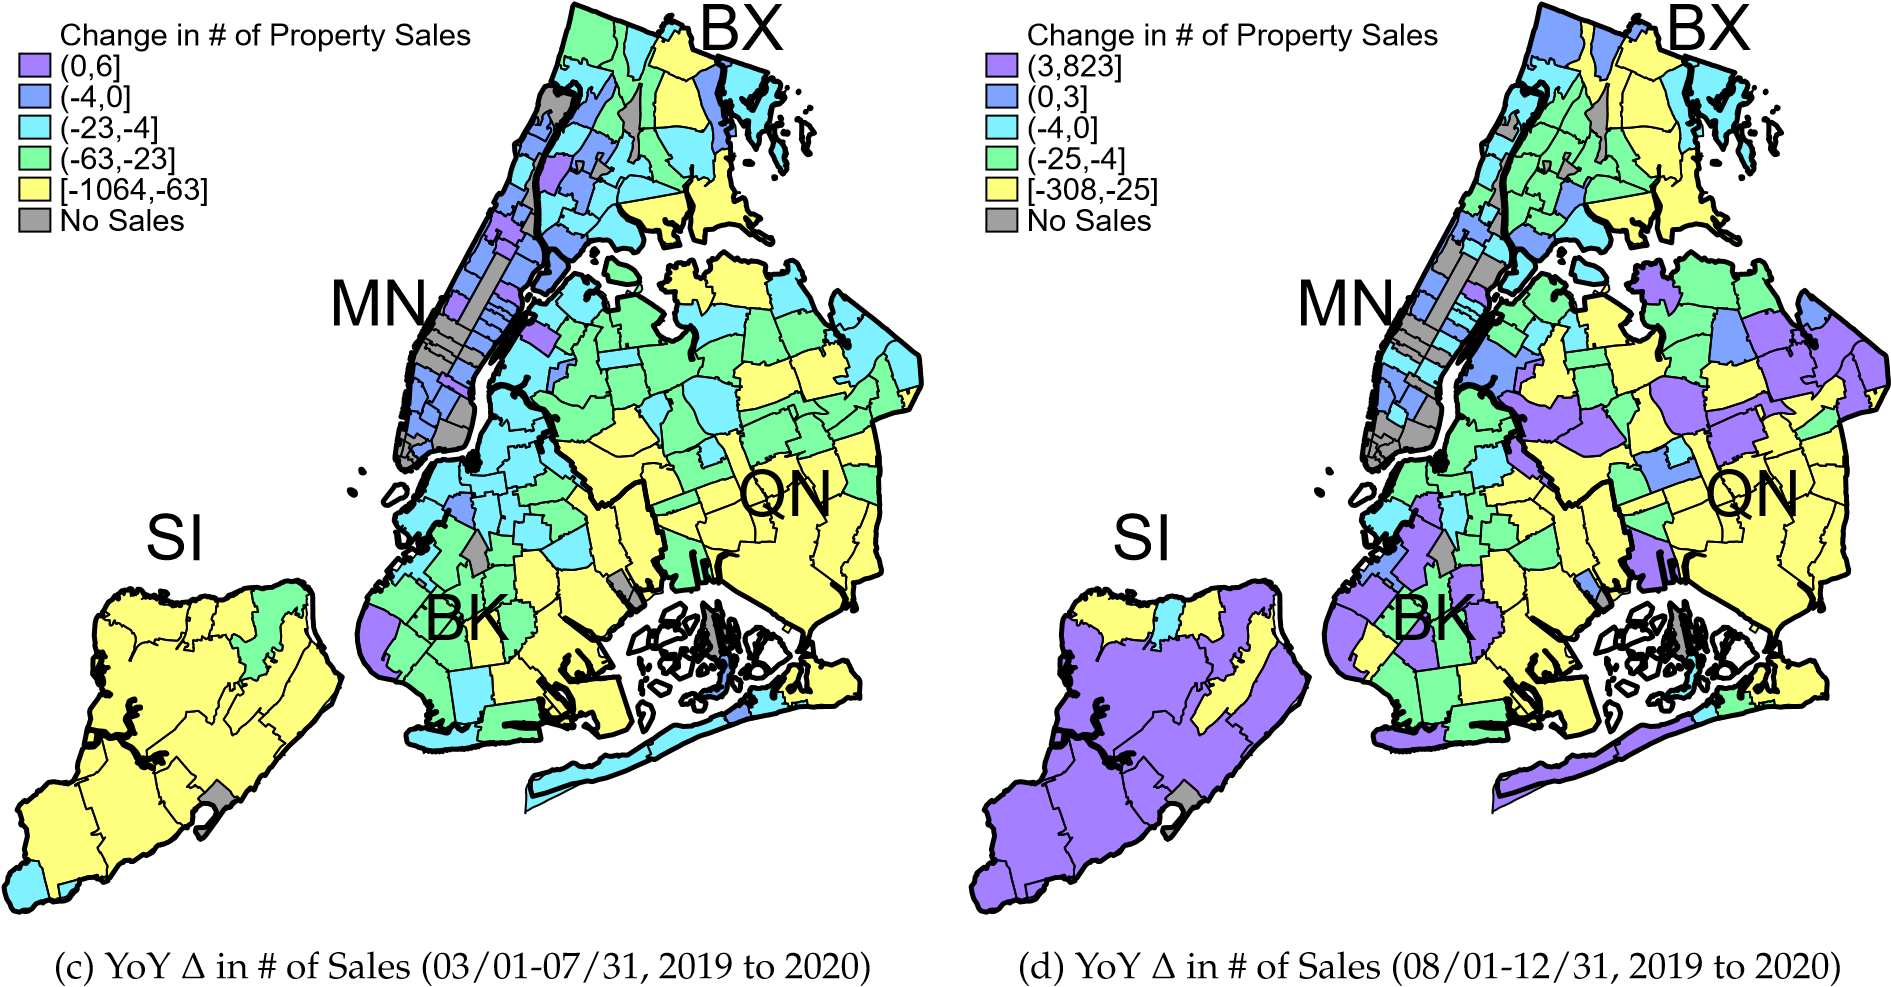 Change in # of Property Sales
(0,6]
(-4,0]
(-23,-4]
(-63,-23]
[-1064,-63]
No Sales
BX
MN
QN
SI
BK
(c) YoY Δ in # of Sales (03/01-07/31, 2019 to 2020)
Change in # of Property Sales
(3,823]
(0,3]
(-4,0]
(-25,-4]
[-308,-25]
No Sales
BX
MN
QN
SI
BK
(d) YoY Δ in # of Sales (08/01-12/31, 2019 to 2020)